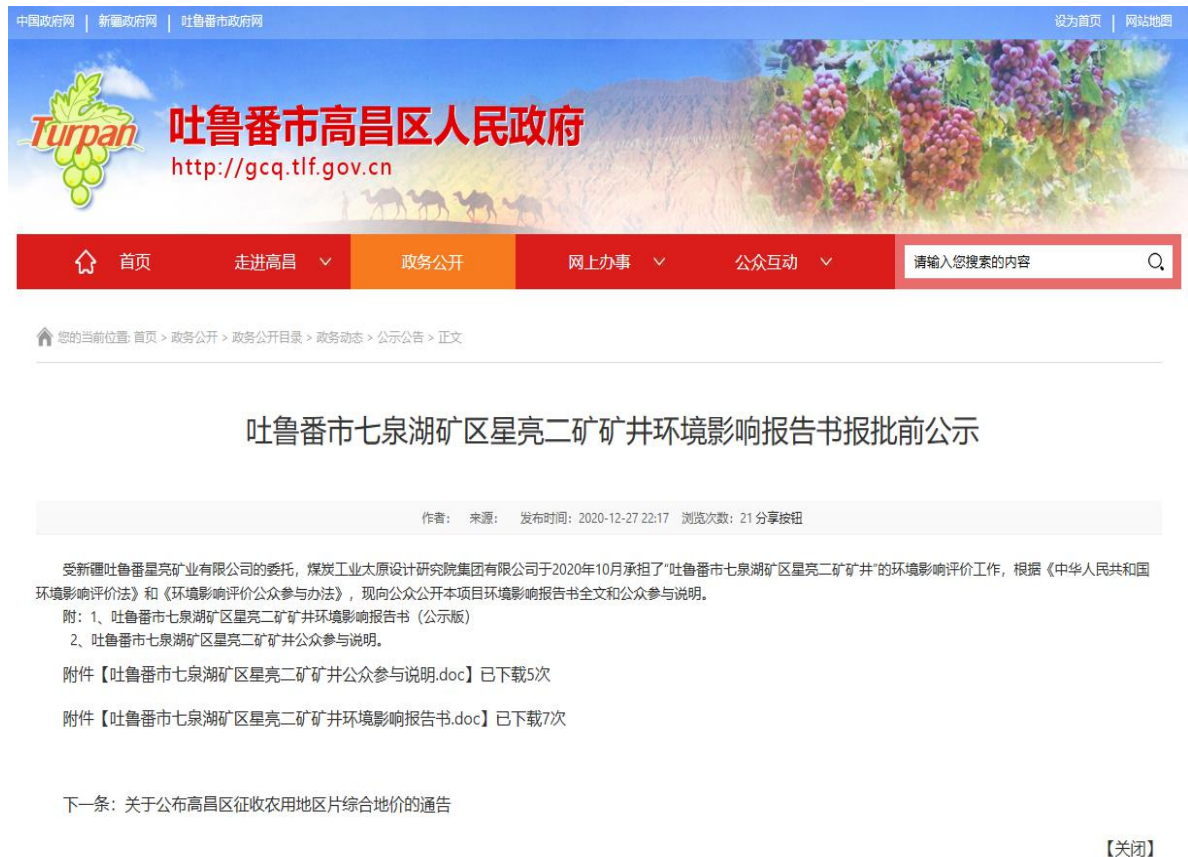 中国政府网 | 新疆政府网 | 吐鲁番市政府网
设为首页 | 网站地图
Turpan
吐鲁番市高昌区人民政府
http://gcq.tlf.gov.cn
首页 走进高昌 政务公开 网上办事 公众互动 请输入您搜索的内容
您的当前位置: 首页 > 政务公开 > 政务公开目录 > 政务动态 > 公示公告 > 正文
吐鲁番市七泉湖矿区星亮二矿矿井环境影响报告书报批前公示
作者： 来源： 发布时间：2020-12-27 22:17 浏览次数：21 分享按钮
受新疆吐鲁番星亮矿业有限公司的委托，煤炭工业太原设计研究院集团有限公司于2020年10月承担了“吐鲁番市七泉湖矿区星亮二矿矿井”的环境影响评价工作，根据《中华人民共和国
环境影响评价法》和《环境影响评价公众参与办法》，现向公众公开本项目环境影响报告书全文和公众参与说明。
附：1、吐鲁番市七泉湖矿区星亮二矿矿井环境影响报告书（公示版）
2、吐鲁番市七泉湖矿区星亮二矿矿井公众参与说明。
附件【吐鲁番市七泉湖矿区星亮二矿矿井公众参与说明.doc】已下载5次
附件【吐鲁番市七泉湖矿区星亮二矿矿井环境影响报告书.doc】已下载7次
下一条：关于公布高昌区征收农用地区片综合地价的通告
【关闭】